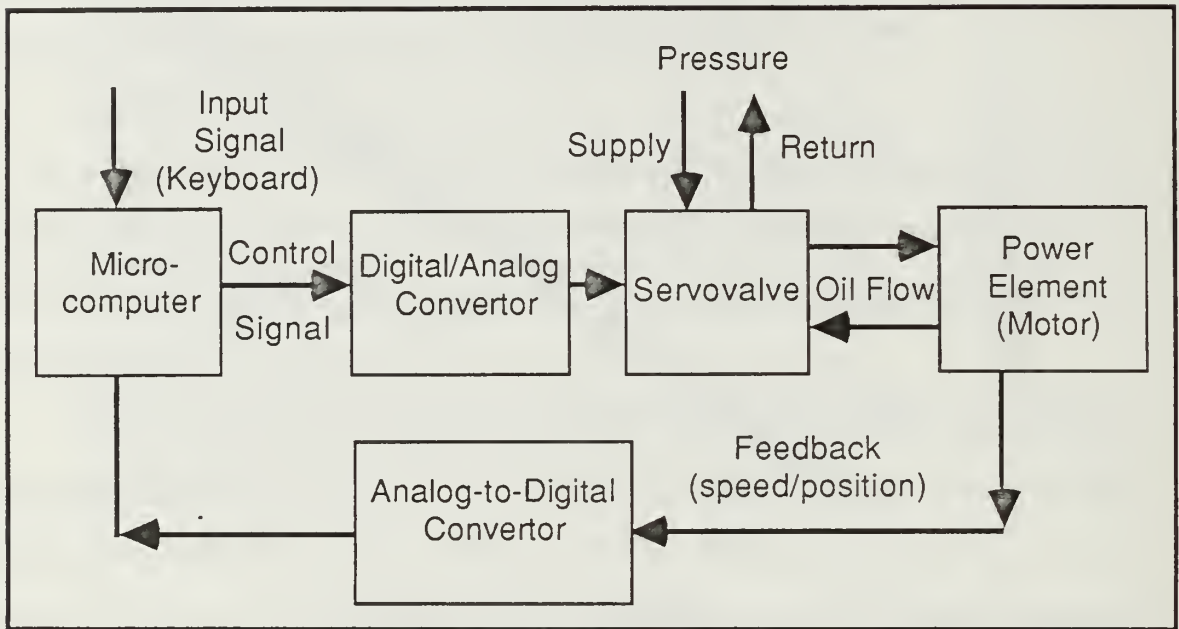 Pressure
Input
Signal
(Keyboard)
Supply
Return
Micro-
computer
Control
Signal
Digital/Analog
Convertor
Servovalve
Oil Flow
Power
Element
(Motor)
Feedback
(speed/position)
Analog-to-Digital
Convertor